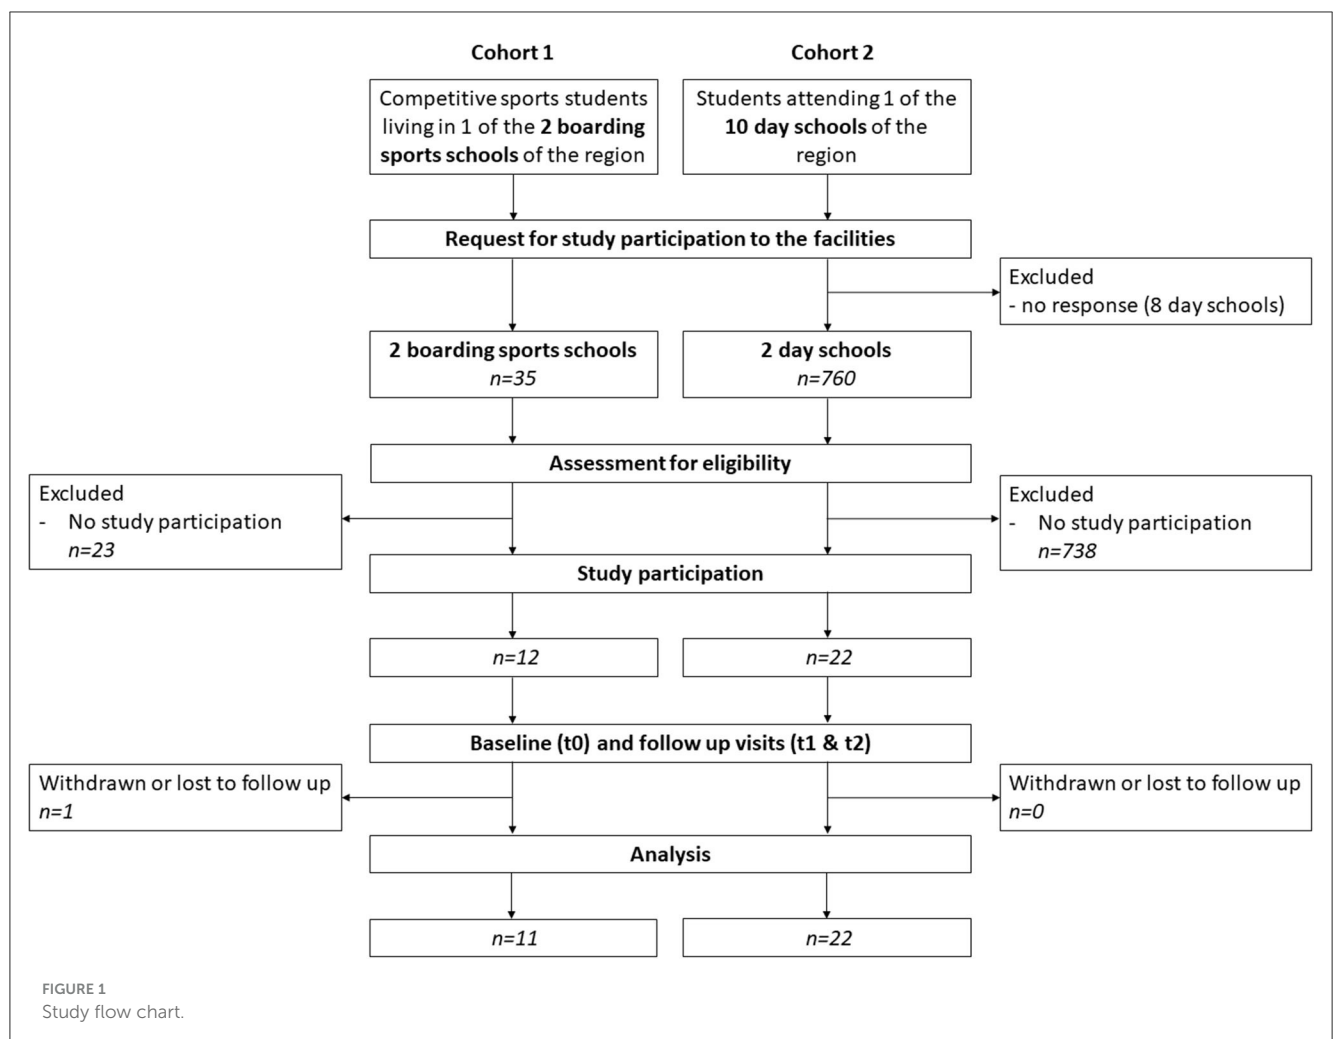 Cohort 1
Cohort 2
Competitive sports students
living in 1 of the 2 boarding
sports schools of the region
Students attending 1 of the
10 day schools of the
region
Request for study participation to the facilities
Excluded
- no response (8 day schools)
2 boarding sports schools
n=35
2 day schools
n=760
Assessment for eligibility
Excluded
- No study participation
n=23
Excluded
- No study participation
n=738
Study participation
n=12
n=22
Baseline (t0) and follow up visits (t1 & t2)
Withdrawn or lost to follow up
n=1
Withdrawn or lost to follow up
n=0
Analysis
n=11
n=22
FIGURE 1
Study flow chart.